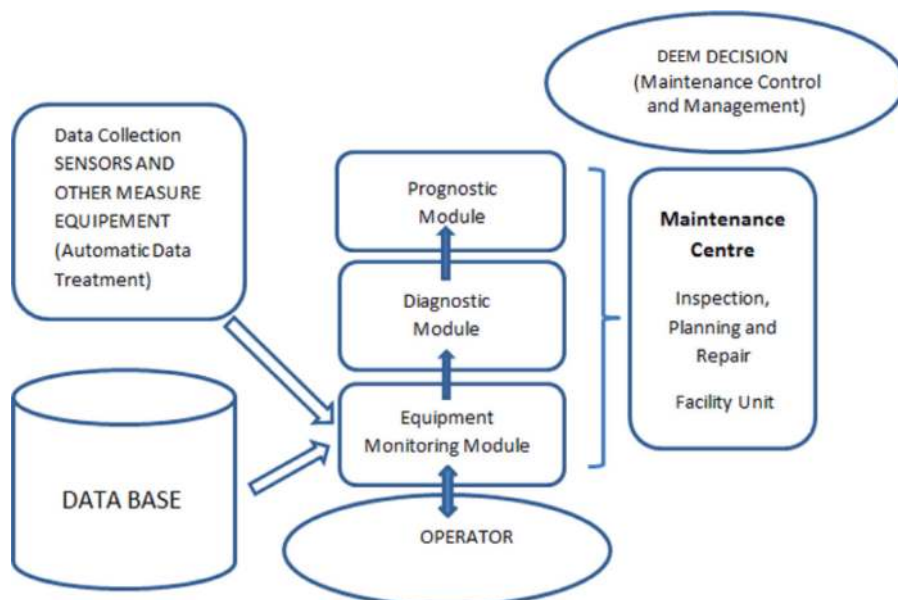 DEEM DECISION
(Maintenance Control
and Management)
Data Collection
SENSORS AND
OTHER MEASURE
EQUIPEMENT
(Automatic Data
Treatment)
Prognostic
Module
Diagnostic
Module
Equipment
Monitoring Module
Maintenance
Centre
Inspection,
Planning and
Repair
Facility Unit
DATA BASE
OPERATOR